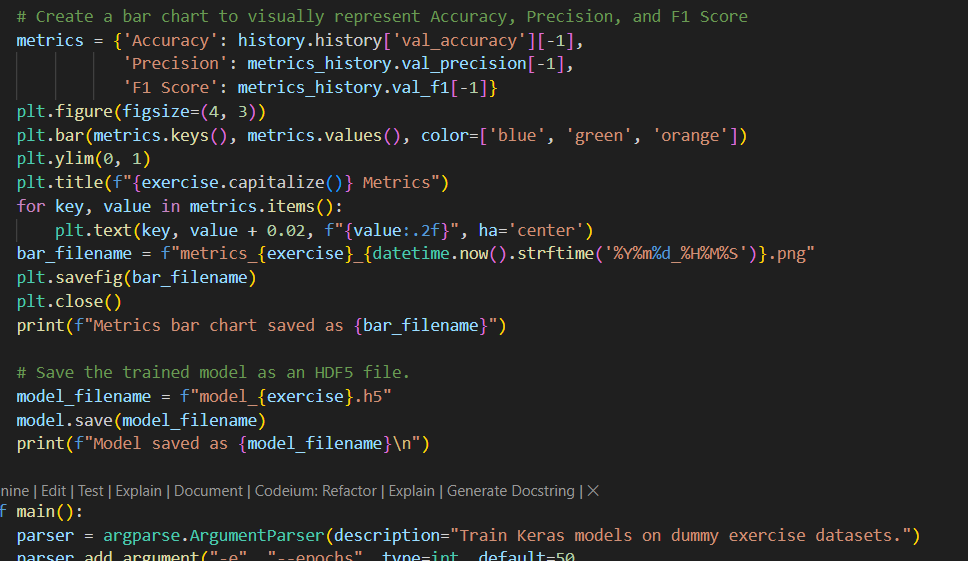 # Create a bar chart to visually represent Accuracy, Precision, and F1 Score
metrics = {'Accuracy': history.history['val_accuracy'][-1],
'Precision': metrics_history.val_precision[-1],
'F1 Score': metrics_history.val_f1[-1]}
plt.figure(figsize=(4, 3))
plt.bar(metrics.keys(), metrics.values(), color=['blue', 'green', 'orange'])
plt.ylim(0, 1)
plt.title(f"{exercise.capitalize()} Metrics")
for key, value in metrics.items():
plt.text(key, value + 0.02, f"{value:.2f}", ha='center')
bar_filename = f"metrics_{exercise}_{datetime.now().strftime('%Y%m%d_%H%M%S')}.png"
plt.savefig(bar_filename)
plt.close()
print(f"Metrics bar chart saved as {bar_filename}")
# Save the trained model as an HDF5 file.
model_filename = f"model_{exercise}.h5"
model.save(model_filename)
print(f"Model saved as {model_filename}\n")
nine | Edit | Test | Explain | Document | Codeium: Refactor | Explain | Generate Docstring | X
f main():
parser = argparse.ArgumentParser(description="Train Keras models on dummy exercise datasets.")
parser.add_argument("-e", "--epochs", type=int, default=50,